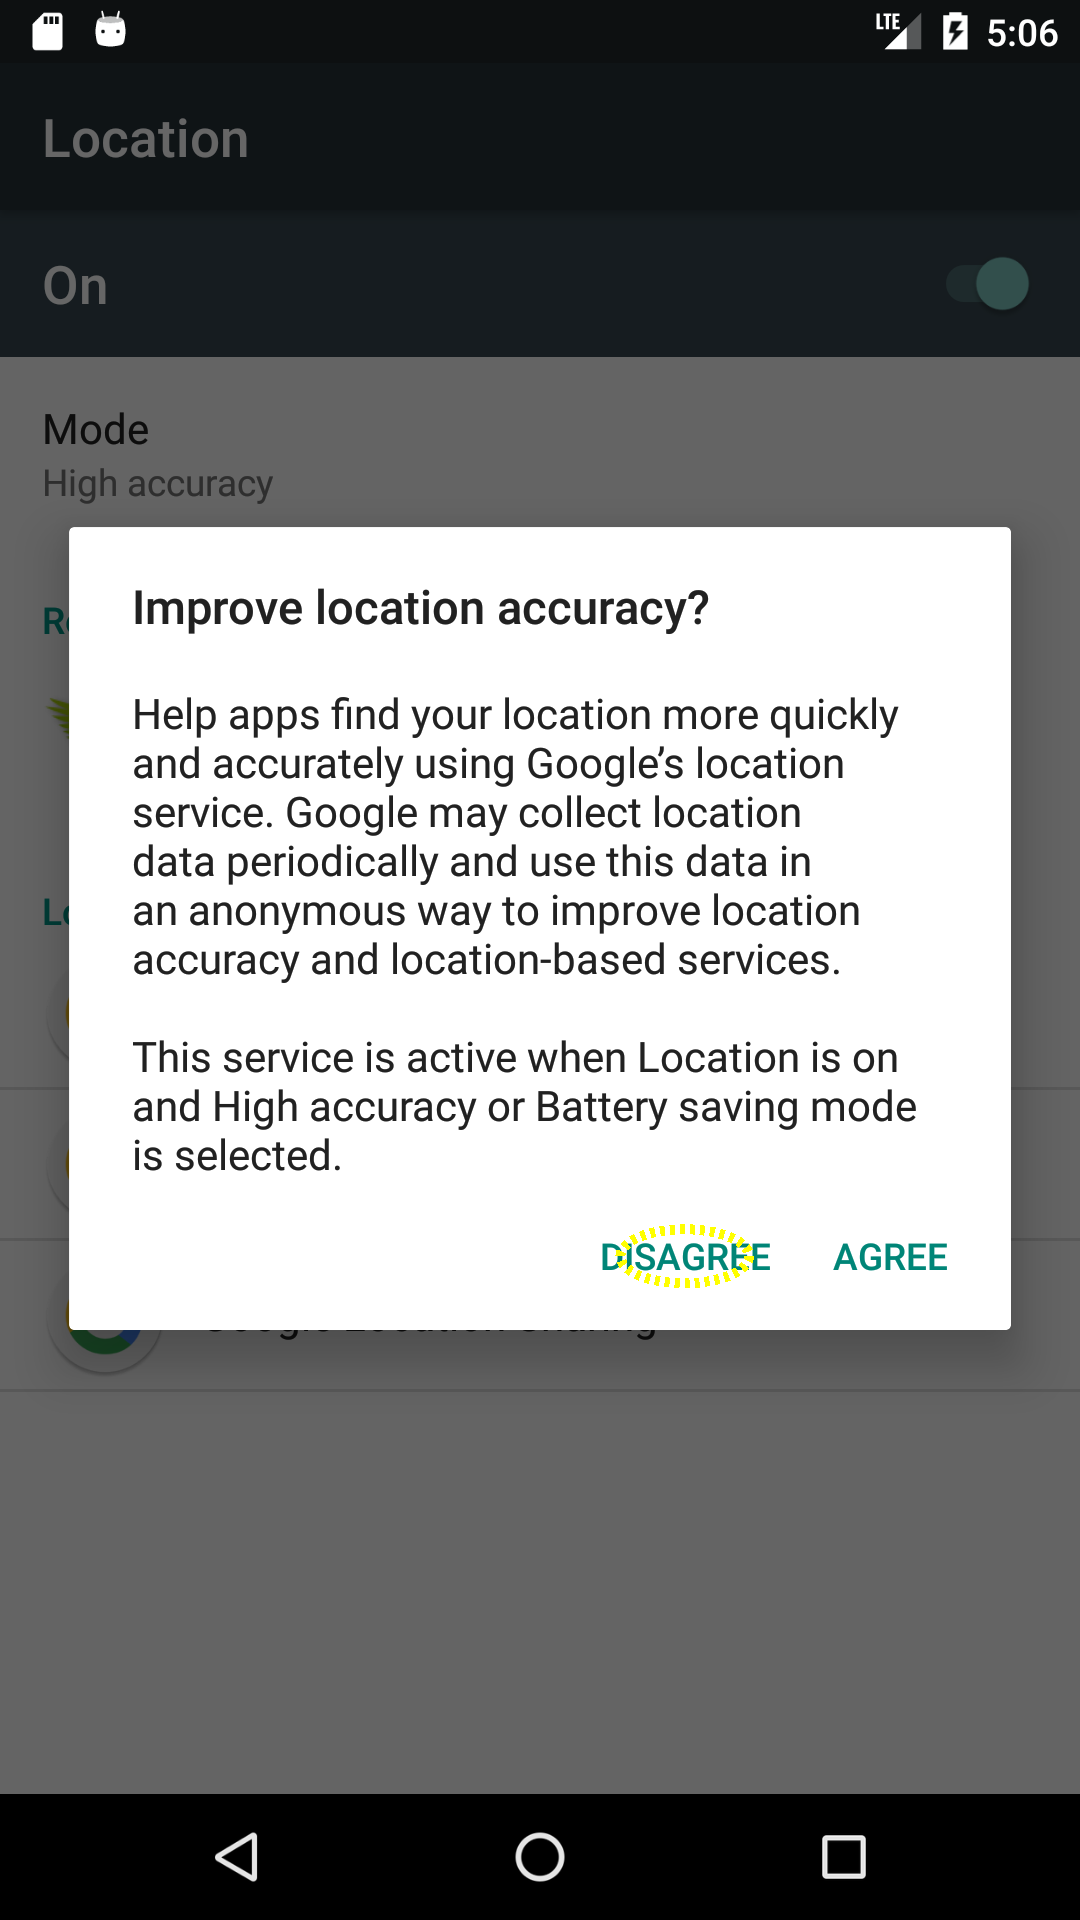 LTE 5:06
Location
On
Mode
High accuracy
Improve location accuracy?
Help apps find your location more quickly
and accurately using Google’s location
service. Google may collect location
data periodically and use this data in
an anonymous way to improve location
accuracy and location-based services.
This service is active when Location is on
and High accuracy or Battery saving mode
is selected.
DISAGREE AGREE
Google Location Sharing